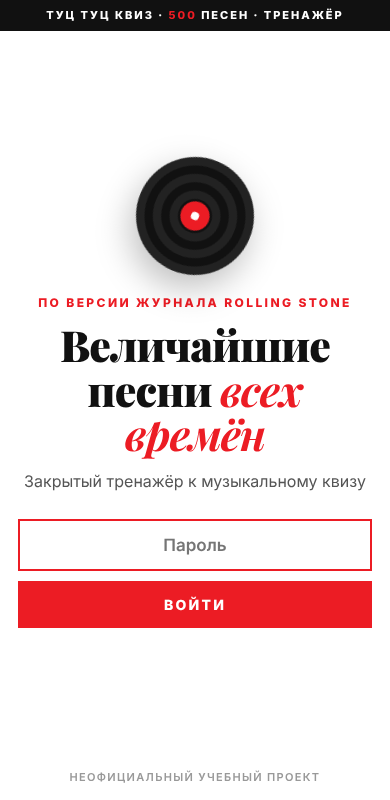 ТУЦ ТУЦ КВИЗ · 500 ПЕСЕН · ТРЕНАЖЁР
ПО ВЕРСИИ ЖУРНАЛА ROLLING STONE
Величайшие
песни всех
времён
Закрытый тренажёр к музыкальному квизу
Пароль
ВОЙТИ
НЕОФИЦИАЛЬНЫЙ УЧЕБНЫЙ ПРОЕКТ